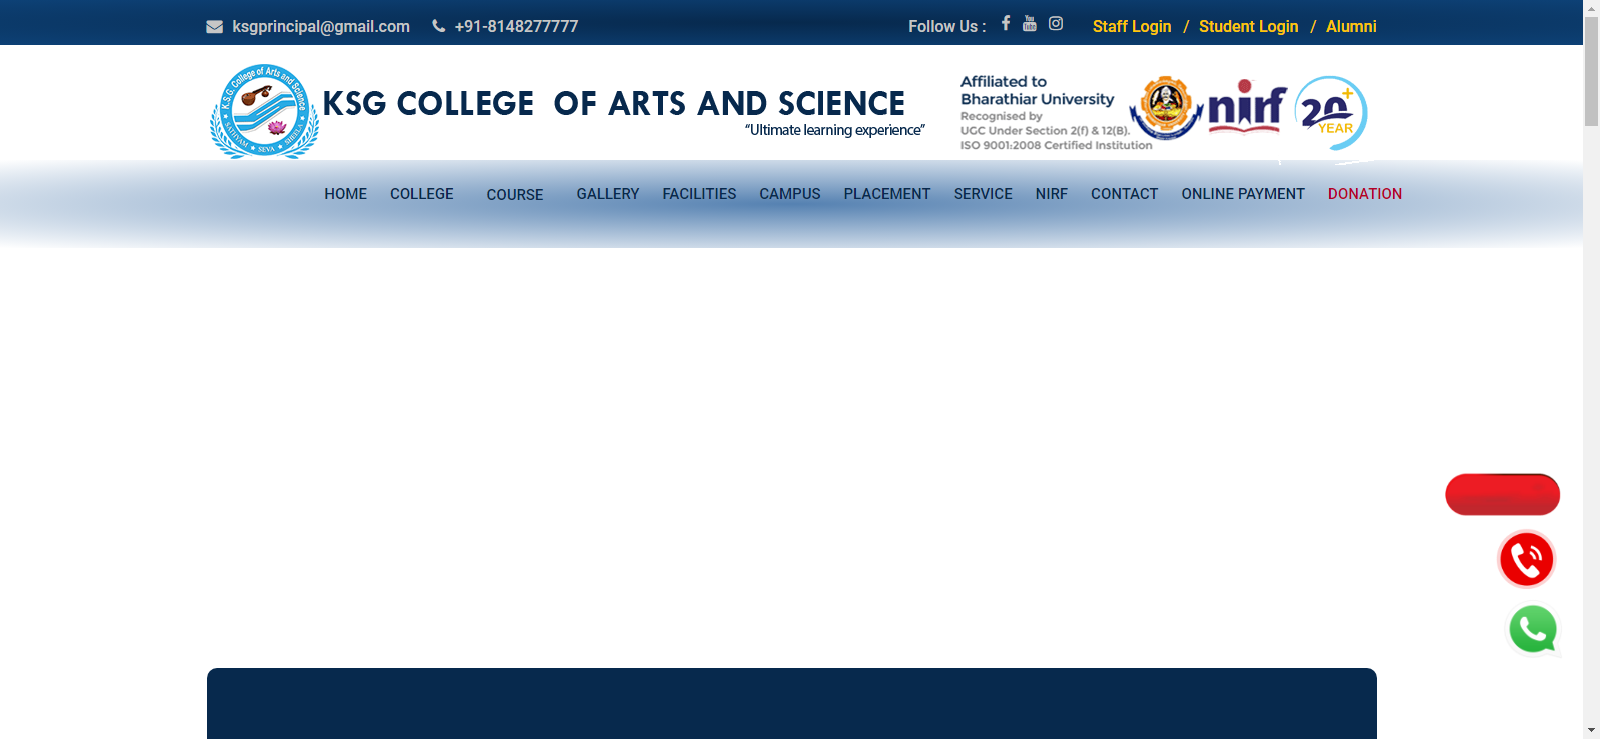 ksgprincipal@gmail.com +91-8148277777 Follow Us : Staff Login / Student Login / Alumni
K.S.G. College of Arts and Science
SATHYAM ★ SEVA ★ SHEELA
KSG COLLEGE OF ARTS AND SCIENCE
“Ultimate learning experience”
Affiliated to
Bharathiar University
Recognised by
UGC Under Section 2(f) & 12(B).
ISO 9001:2008 Certified Institution
nirf
20+
YEAR
HOME COLLEGE COURSE GALLERY FACILITIES CAMPUS PLACEMENT SERVICE NIRF CONTACT ONLINE PAYMENT DONATION